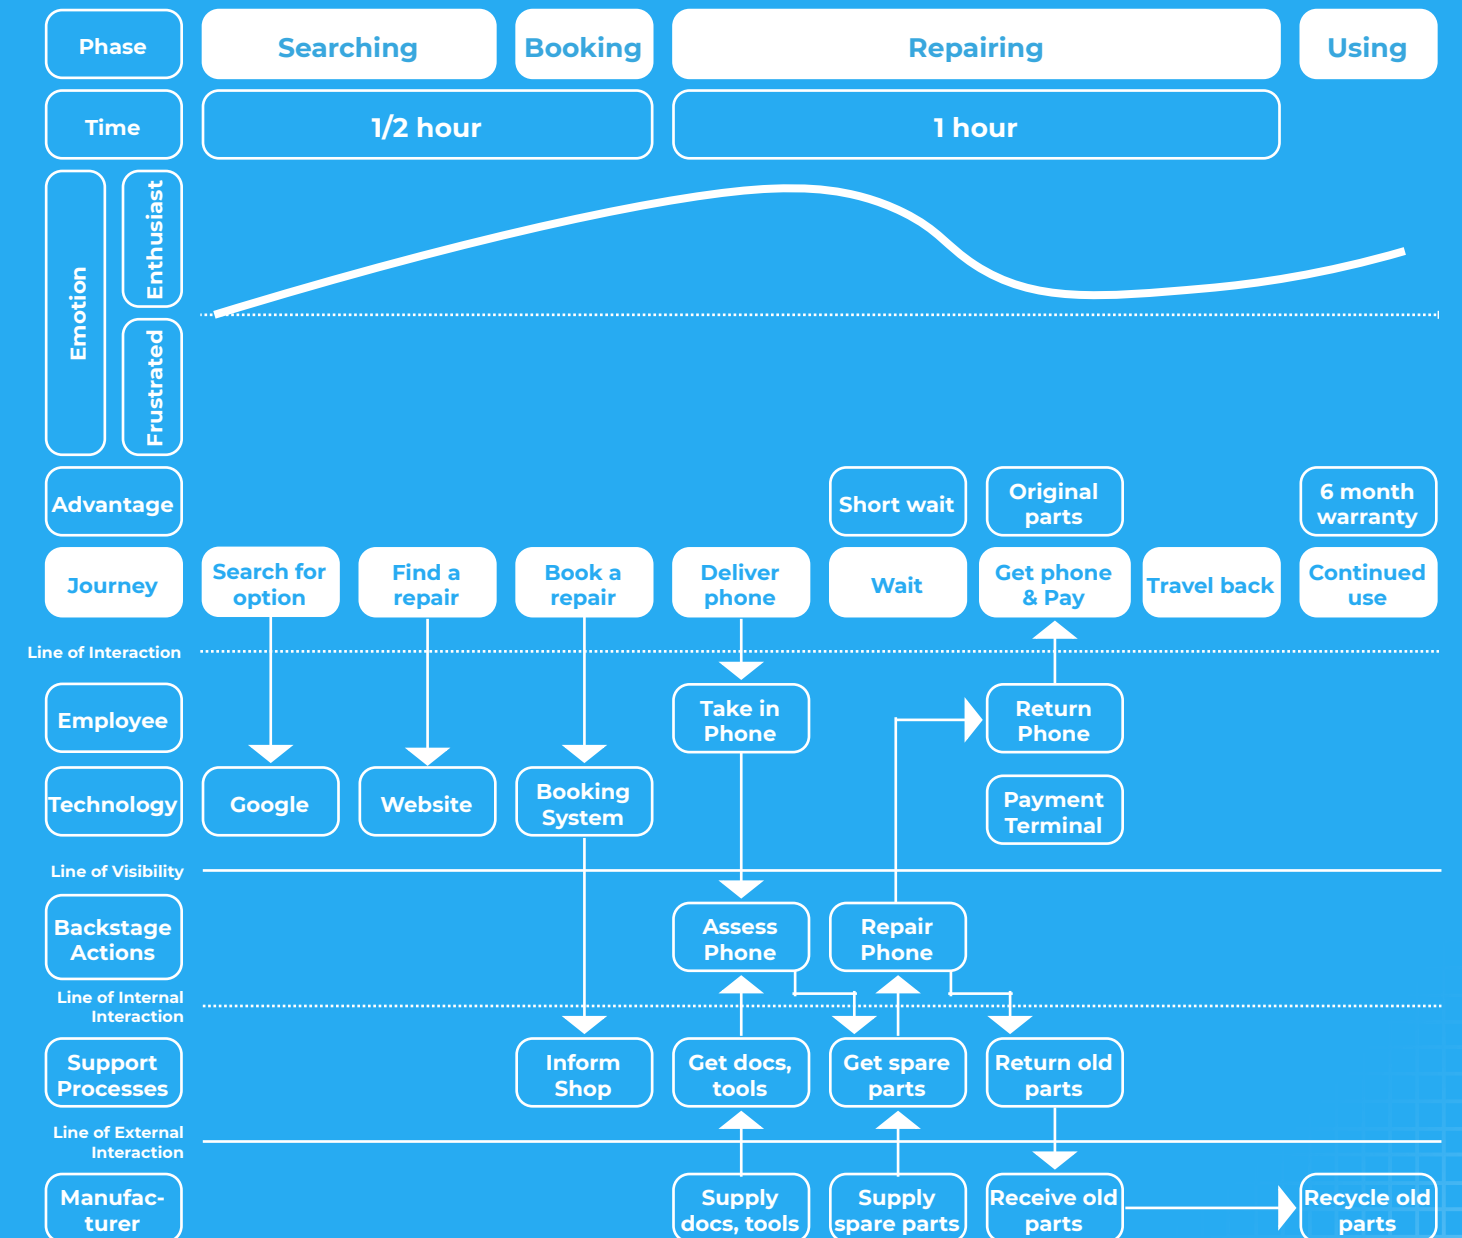 Phase
Searching
Booking
Repairing
Using
Time
1/2 hour
1 hour
Emotion
Enthusiast
Frustrated
Advantage
Short wait
Original
parts
6 month
warranty
Journey
Search for
option
Find a
repair
Book a
repair
Deliver
phone
Wait
Get phone
& Pay
Travel back
Continued
use
Line of Interaction
Employee
Take in
Phone
Return
Phone
Technology
Google
Website
Booking
System
Payment
Terminal
Line of Visibility
Backstage
Actions
Assess
Phone
Repair
Phone
Line of Internal
Interaction
Support
Processes
Inform
Shop
Get docs,
tools
Get spare
parts
Return old
parts
Line of External
Interaction
Manufac-
turer
Supply
docs, tools
Supply
spare parts
Receive old
parts
Recycle old
parts